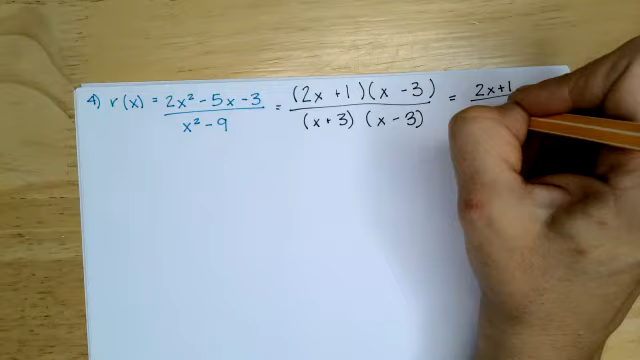 4) r(x) = (2x² - 5x - 3)/(x² - 9) = ((2x + 1)(x - 3))/((x + 3)(x - 3)) = 2x+1